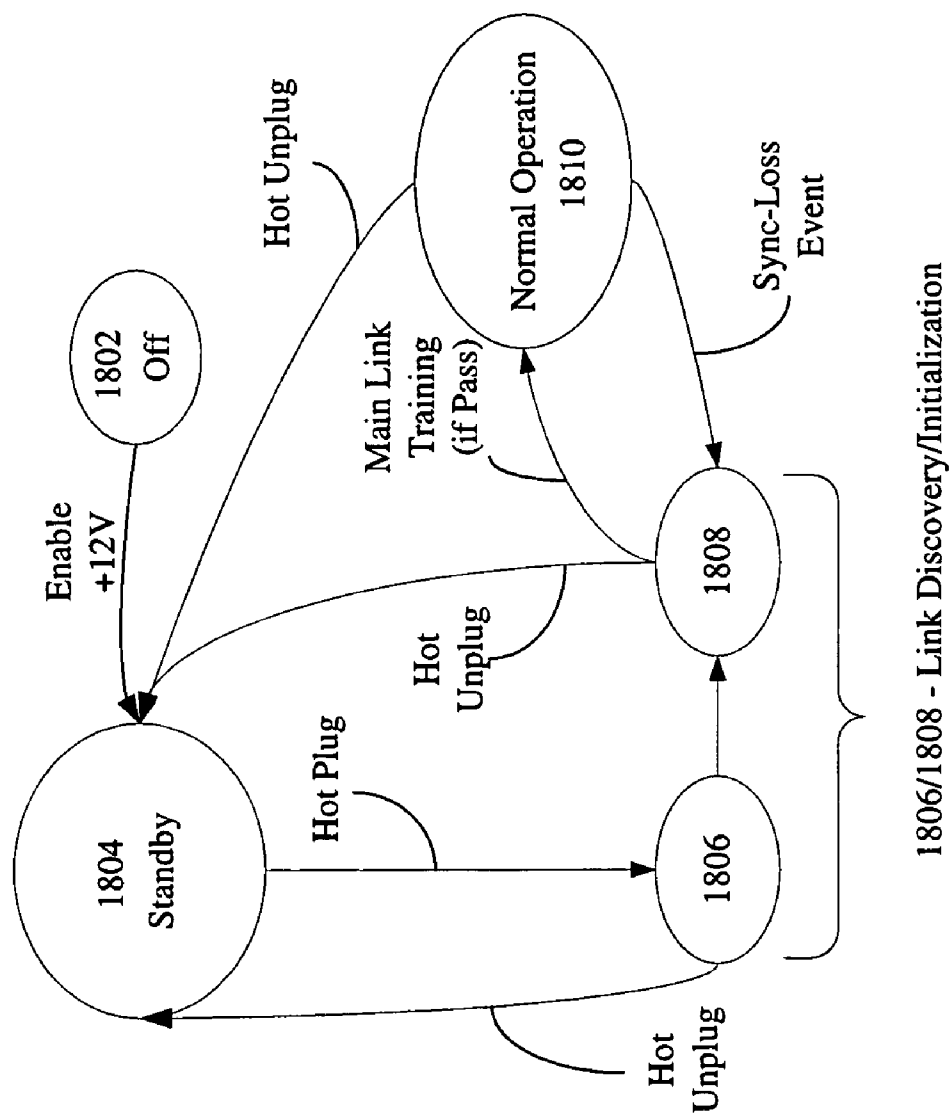 1802
Off
Enable
+12V
1804
Standby
Hot Unplug
Hot Plug
Hot
Unplug
Main Link
Training
(if Pass)
Normal Operation
1810
Hot
Unplug
1806
1808
Sync-Loss
Event
1806/1808 - Link Discovery/Initialization